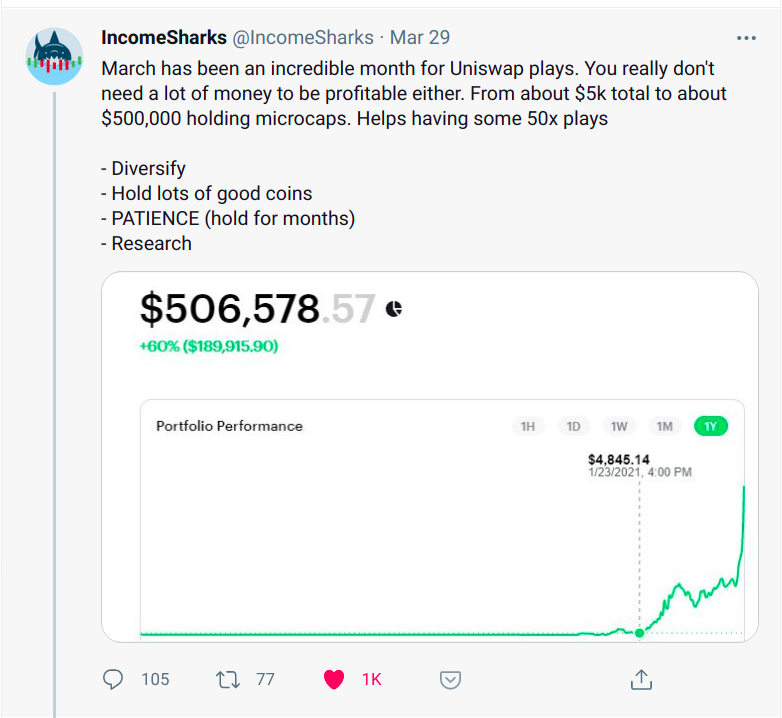 IncomeSharks @IncomeSharks · Mar 29
March has been an incredible month for Uniswap plays. You really don't
need a lot of money to be profitable either. From about $5k total to about
$500,000 holding microcaps. Helps having some 50x plays
- Diversify
- Hold lots of good coins
- PATIENCE (hold for months)
- Research
$506,578.57
+60% ($189,915.90)
Portfolio Performance 1H 1D 1W 1M 1Y
$4,845.14
1/23/2021, 4:00 PM
105 77 1K